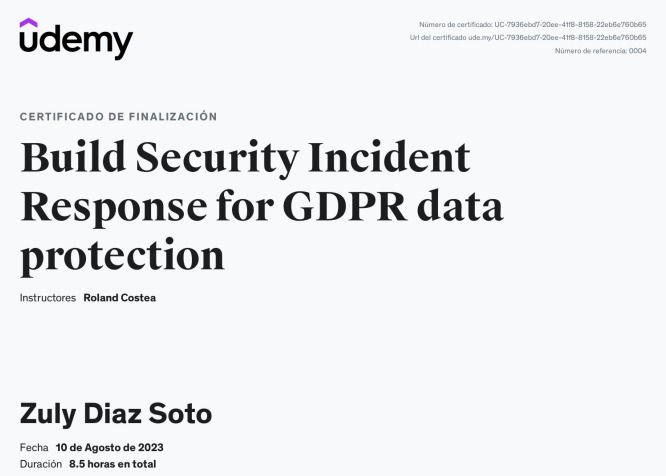 udemy
Número de certificado: UC-7936ebd7-20ee-41f8-8158-22eb6e760b65
Url del certificado ude.my/UC-7936ebd7-20ee-41f8-8158-22eb6e760b65
Número de referencia: 0004
CERTIFICADO DE FINALIZACIÓN
Build Security Incident
Response for GDPR data
protection
Instructores Roland Costea
Zuly Diaz Soto
Fecha 10 de Agosto de 2023
Duración 8.5 horas en total